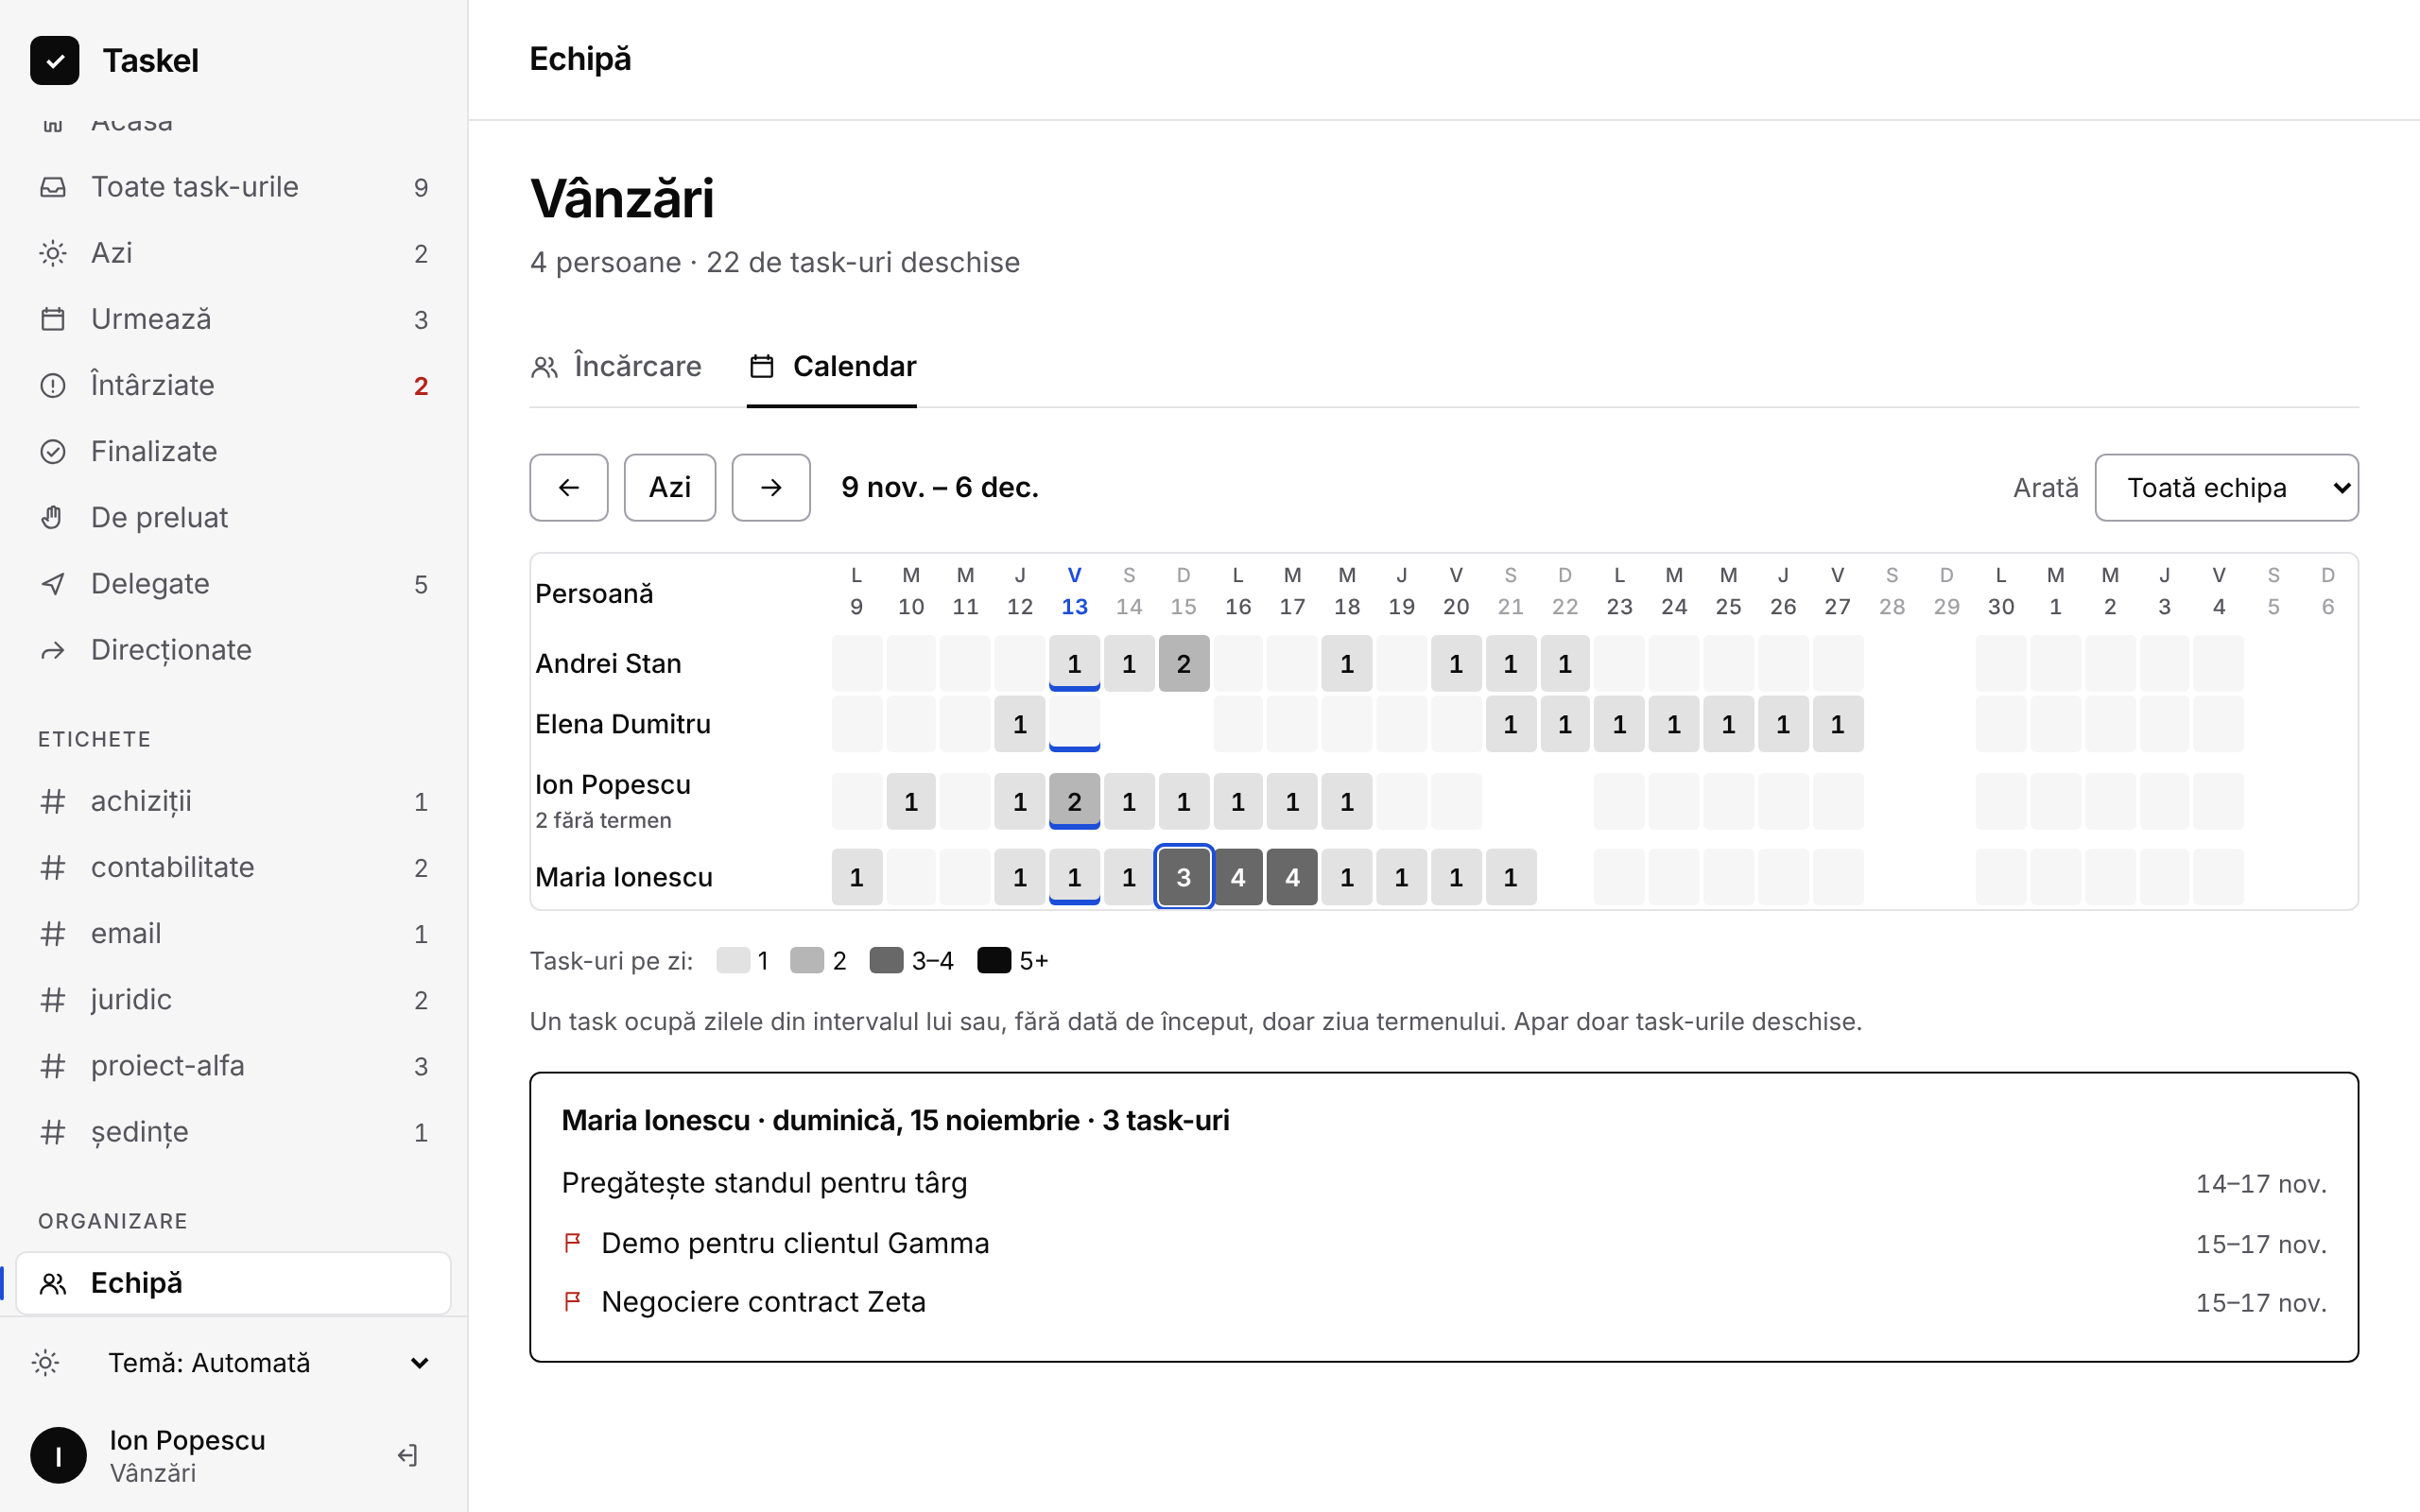 Taskel
Acasă
Toate task-urile 9
Azi 2
Urmează 3
Întârziate 2
Finalizate
De preluat
Delegate 5
Direcționate
ETICHETE
# achiziții 1
# contabilitate 2
# email 1
# juridic 2
# proiect-alfa 3
# ședințe 1
ORGANIZARE
Echipă
Temă: Automată
I
Ion Popescu
Vânzări
Echipă
Vânzări
4 persoane · 22 de task-uri deschise
Încărcare Calendar
← Azi → 9 nov. – 6 dec. Arată Toată echipa
L M M J V S D L M M J V S D L M M J V S D L M M J V S D
Persoană
9 10 11 12 13 14 15 16 17 18 19 20 21 22 23 24 25 26 27 28 29 30 1 2 3 4 5 6
Andrei Stan 1 1 2 1 1 1 1
Elena Dumitru 1 1 1 1 1 1 1 1
Ion Popescu 1 1 2 1 1 1 1 1
2 fără termen
Maria Ionescu 1 1 1 1 3 4 4 1 1 1 1
Task-uri pe zi: 1 2 3–4 5+
Un task ocupă zilele din intervalul lui sau, fără dată de început, doar ziua termenului. Apar doar task-urile deschise.
Maria Ionescu · duminică, 15 noiembrie · 3 task-uri
Pregătește standul pentru târg 14–17 nov.
Demo pentru clientul Gamma 15–17 nov.
Negociere contract Zeta 15–17 nov.